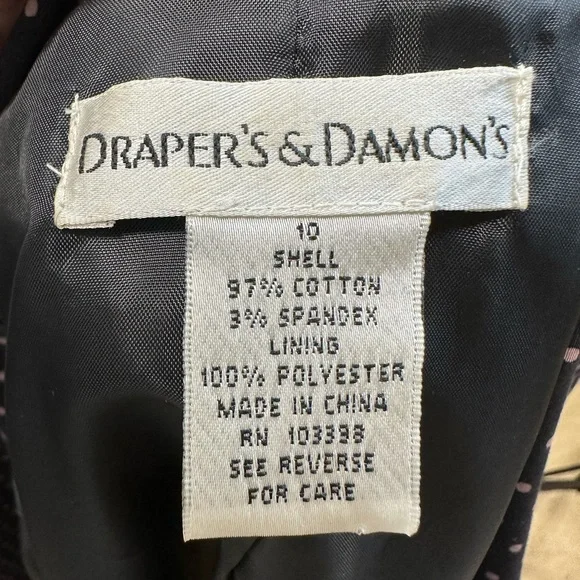 DRAPER'S & DAMON'S
10
SHELL
97% COTTON
3% SPANDEX
LINING
100% POLYESTER
MADE IN CHINA
RN 103398
SEE REVERSE
FOR CARE